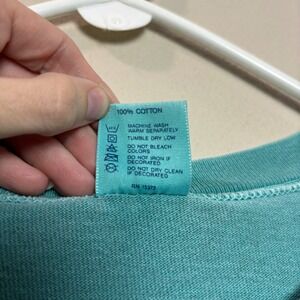 100% COTTON
MACHINE WASH
WARM SEPARATELY
TUMBLE DRY LOW
DO NOT BLEACH
COLORS
DO NOT IRON IF
DECORATED
DO NOT DRY CLEAN
IF DECORATED